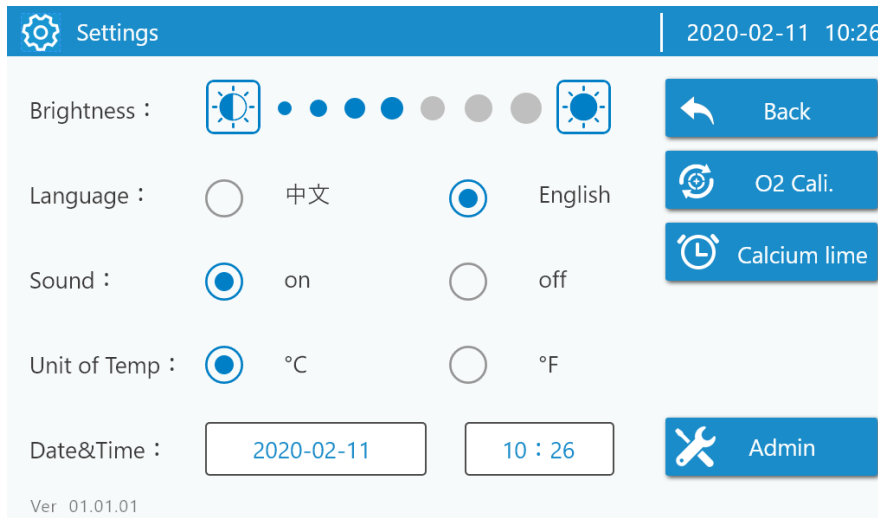 Settings 2020-02-11 10:26
Brightness： Back
Language： 中文 English O2 Cali.
Calcium lime
Sound： on off
Unit of Temp： °C °F
Date&Time： 2020-02-11 10：26 Admin
Ver 01.01.01